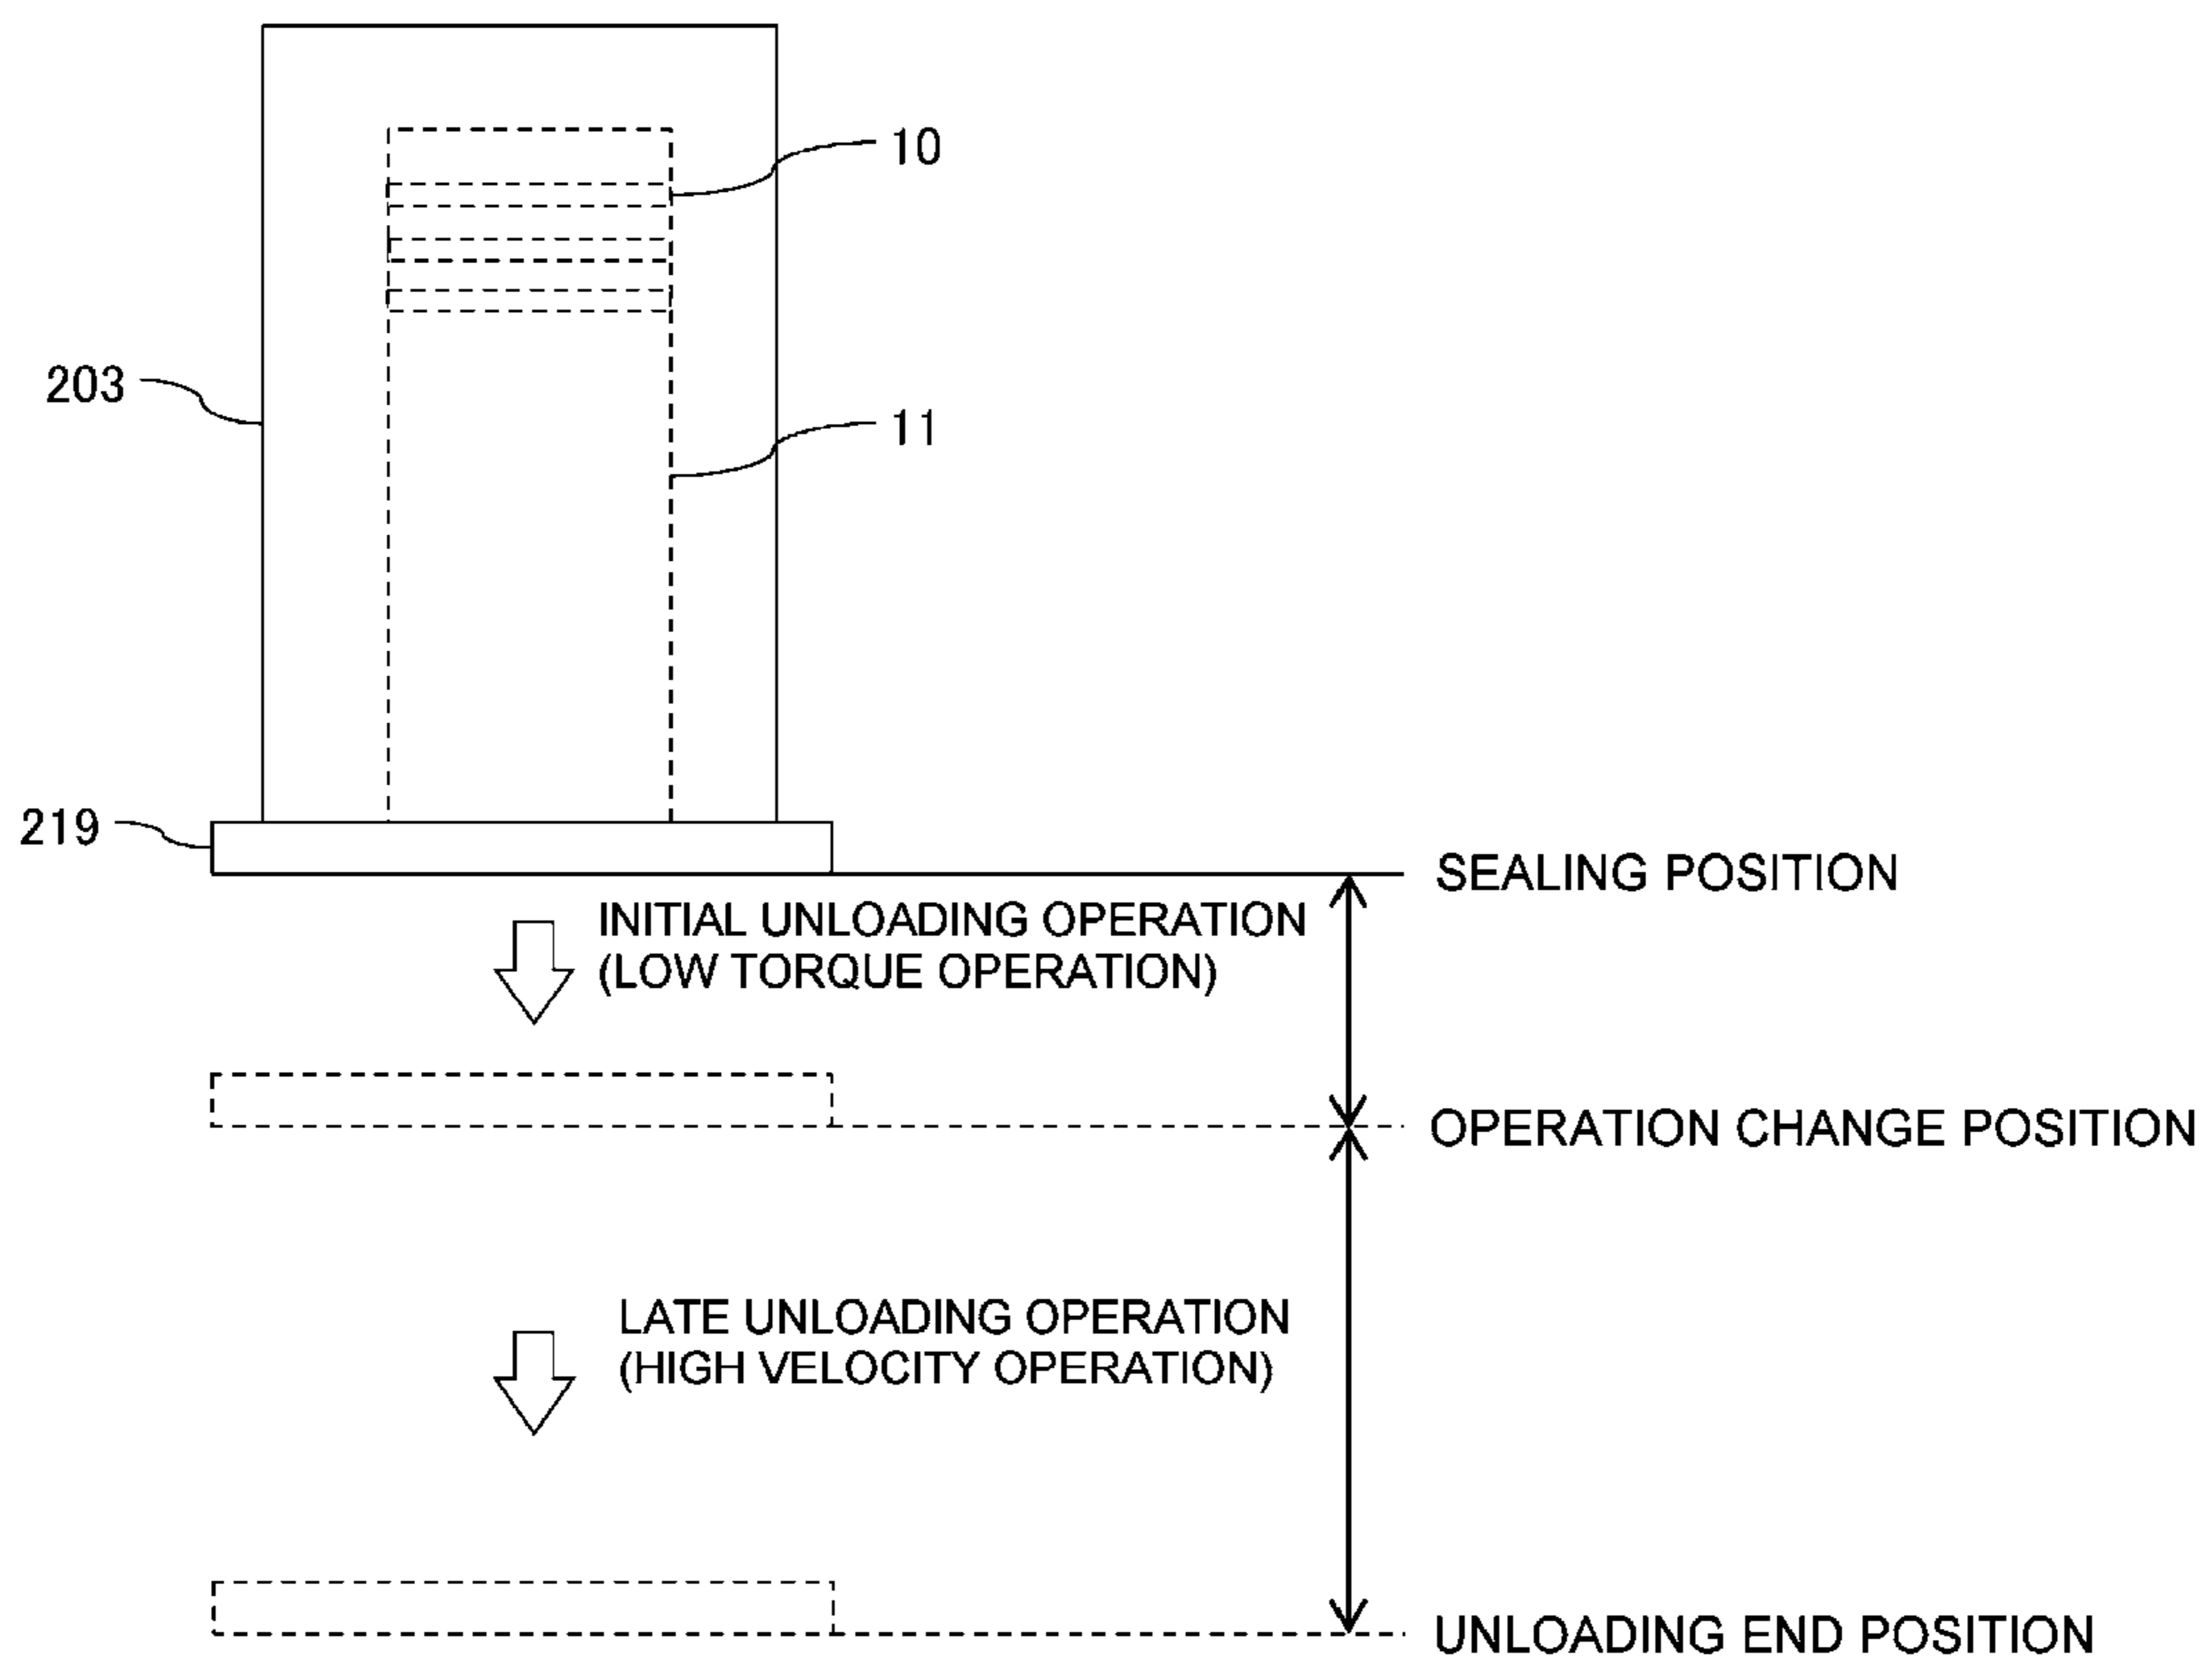 10
203
11
219
SEALING POSITION
INITIAL UNLOADING OPERATION
(LOW TORQUE OPERATION)
OPERATION CHANGE POSITION
LATE UNLOADING OPERATION
(HIGH VELOCITY OPERATION)
UNLOADING END POSITION